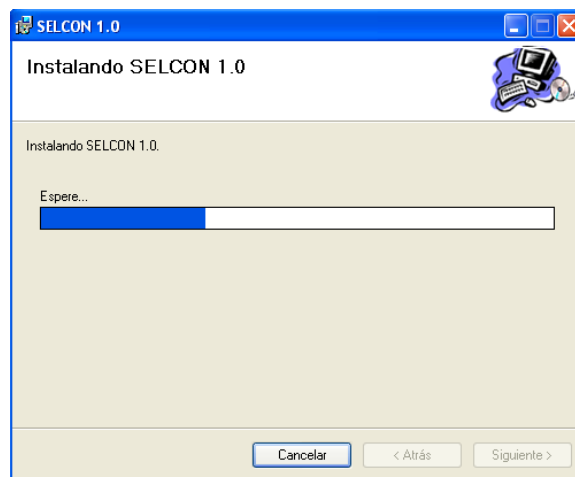 SELCON 1.0
Instalando SELCON 1.0
Instalando SELCON 1.0.
Espere...
Cancelar
< Atrás
Siguiente >